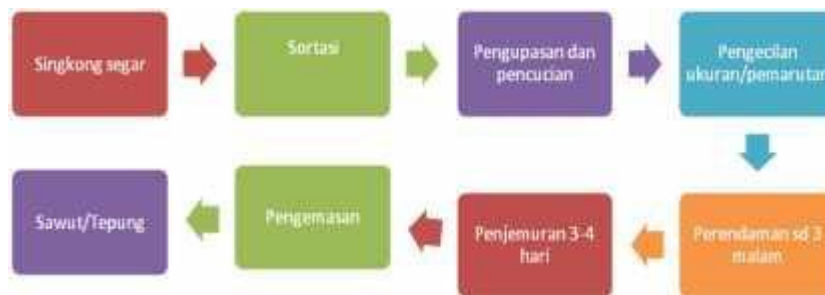 Singkong segar
Sortasi
Pengupasan dan
pencucian
Pengecilan
ukuran/pemarutan
Perendaman sd 3
malam
Penjemuran 3-4
hari
Pengemasan
Sawut/Tepung